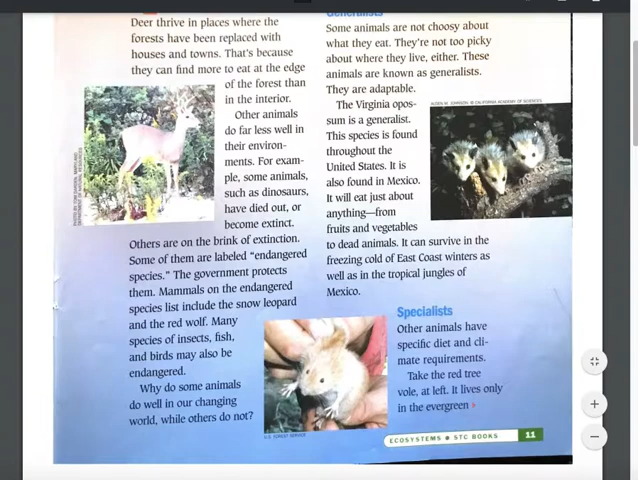 Deer thrive in places where the
forests have been replaced with
houses and towns. That's because
they can find more to eat at the edge
of the forest than
in the interior.
Other animals
do far less well in
their environ-
ments. For exam-
ple, some animals,
such as dinosaurs,
have died out, or
become extinct.
Others are on the brink of extinction.
Some of them are labeled "endangered
species." The government protects
them. Mammals on the endangered
species list include the snow leopard
and the red wolf. Many
species of insects, fish,
and birds may also be
endangered.
Why do some animals
do well in our changing
world, while others do not?
U.S. FOREST SERVICE
Generalists
Some animals are not choosy about
what they eat. They're not too picky
about where they live, either. These
animals are known as generalists.
They are adaptable.
The Virginia opos-
sum is a generalist.
This species is found
throughout the
United States. It is
also found in Mexico.
It will eat just about
anything—from
fruits and vegetables
to dead animals. It can survive in the
freezing cold of East Coast winters as
well as in the tropical jungles of
Mexico.
Specialists
Other animals have
specific diet and cli-
mate requirements.
Take the red tree
vole, at left. It lives only
in the evergreen
ECOSYSTEMS • STC BOOKS 11